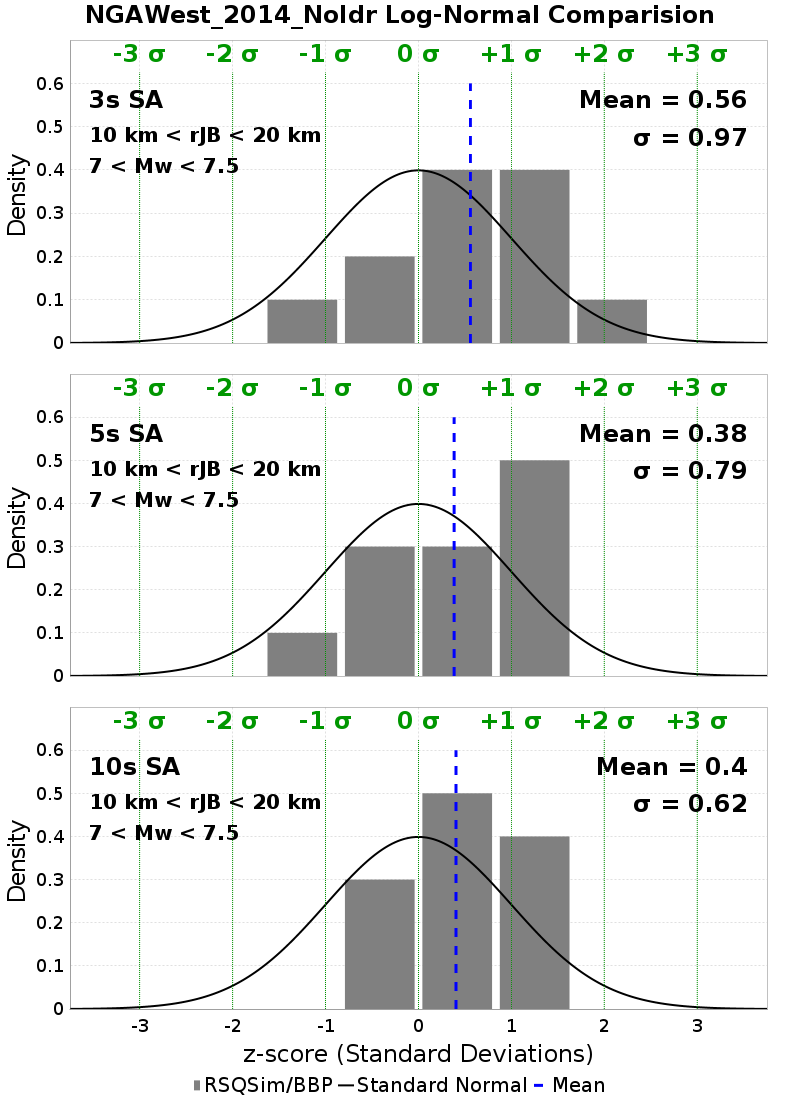 NGAWest_2014_NoIdr Log-Normal Comparision
-3 σ -2 σ -1 σ 0 σ +1 σ +2 σ +3 σ
0.6
3s SA Mean = 0.56
0.5
10 km < rJB < 20 km σ = 0.97
7 < Mw < 7.5
0.4
0.3
0.2
0.1
0
Density
-3 σ -2 σ -1 σ 0 σ +1 σ +2 σ +3 σ
0.6
5s SA Mean = 0.38
0.5
10 km < rJB < 20 km σ = 0.79
7 < Mw < 7.5
0.4
0.3
0.2
0.1
0
Density
-3 σ -2 σ -1 σ 0 σ +1 σ +2 σ +3 σ
0.6
10s SA Mean = 0.4
0.5
10 km < rJB < 20 km σ = 0.62
7 < Mw < 7.5
0.4
0.3
0.2
0.1
0
Density
-3 -2 -1 0 1 2 3
z-score (Standard Deviations)
RSQSim/BBP Standard Normal Mean